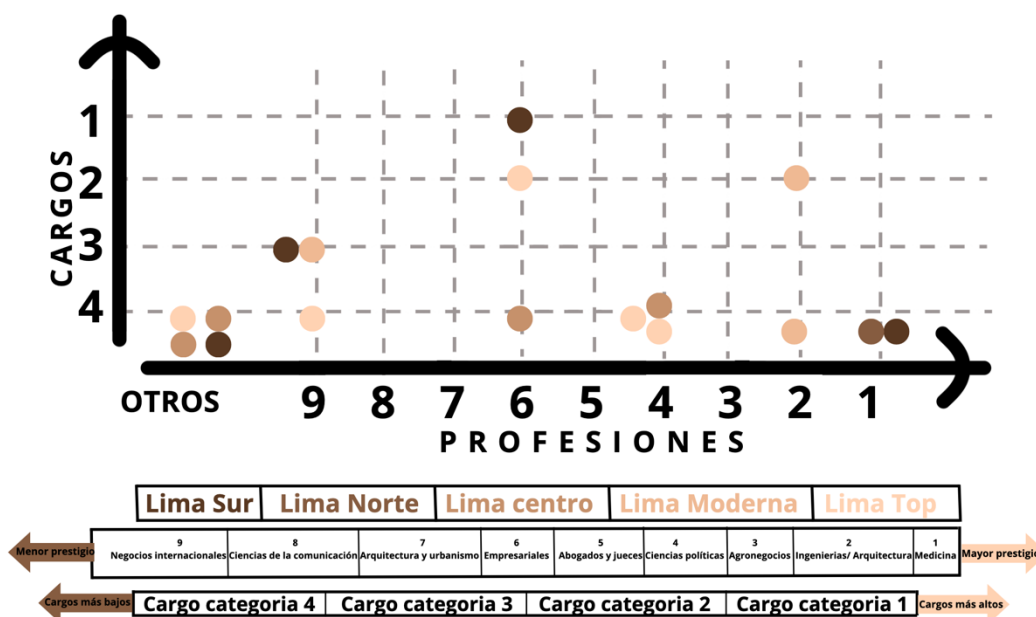 CARGOS
1
2
3
4
OTROS 9 8 7 6 5 4 3 2 1
PROFESIONES
Lima Sur Lima Norte Lima centro Lima Moderna Lima Top
9 8 7 6 5 4 3 2 1
Menor prestigio Negocios internacionales Ciencias de la comunicación Arquitectura y urbanismo Empresariales Abogados y jueces Ciencias políticas Agronegocios Ingenierias/ Arquitectura Medicina Mayor prestigio
Cargos más bajos Cargo categoria 4 Cargo categoria 3 Cargo categoria 2 Cargo categoria 1 Cargos más altos